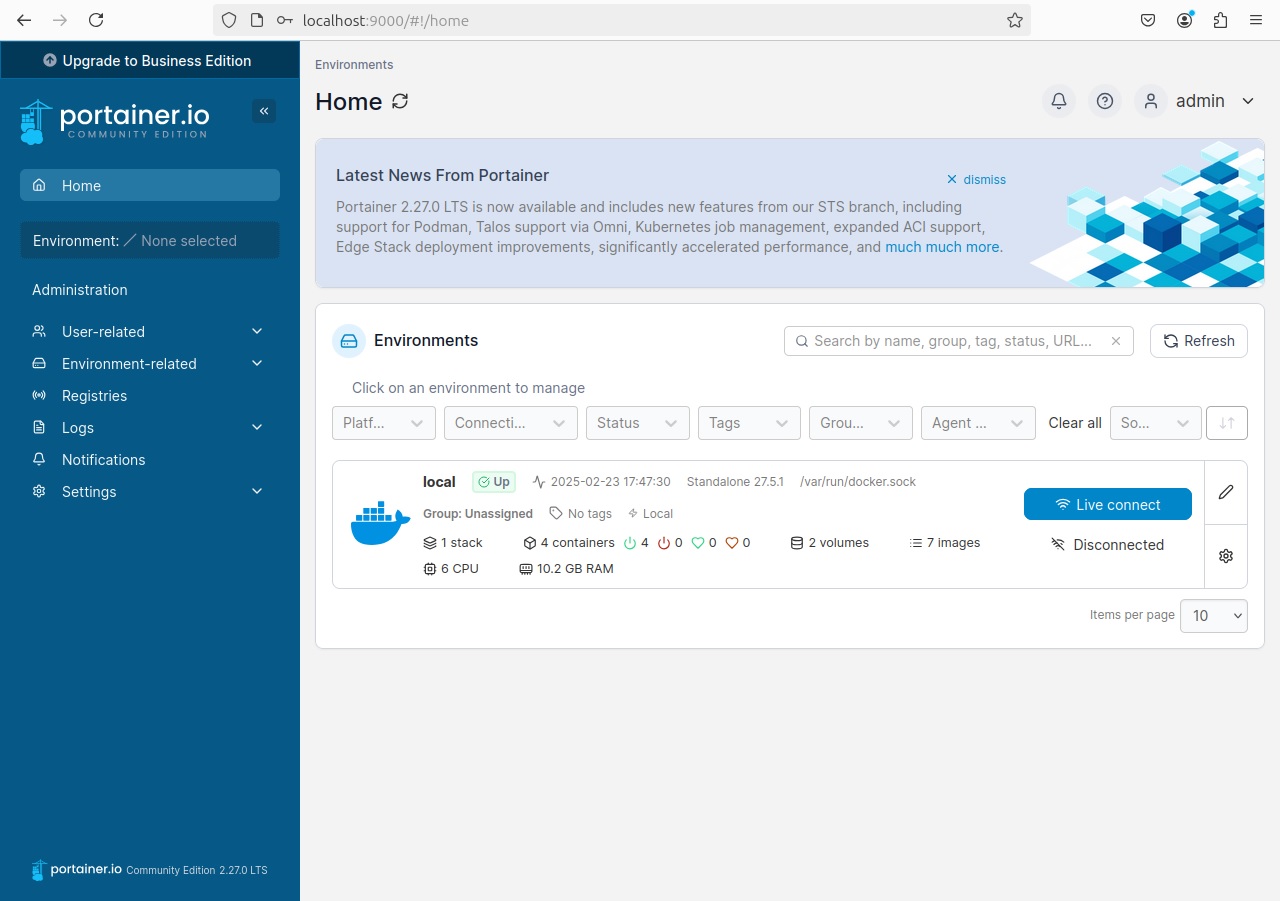 localhost:9000/#!/home
Upgrade to Business Edition
portainer.io
COMMUNITY EDITION
Home
Environment: / None selected
Administration
User-related
Environment-related
Registries
Logs
Notifications
Settings
portainer.io Community Edition 2.27.0 LTS
Environments
Home
admin
Latest News From Portainer
dismiss
Portainer 2.27.0 LTS is now available and includes new features from our STS branch, including
support for Podman, Talos support via Omni, Kubernetes job management, expanded ACI support,
Edge Stack deployment improvements, significantly accelerated performance, and much much more.
Environments
Search by name, group, tag, status, URL...
Refresh
Click on an environment to manage
Platf... Connecti... Status Tags Grou... Agent ... Clear all So...
local Up 2025-02-23 17:47:30 Standalone 27.5.1 /var/run/docker.sock
Group: Unassigned No tags Local
1 stack 4 containers 4 0 0 0 2 volumes 7 images
6 CPU 10.2 GB RAM
Live connect
Disconnected
Items per page 10